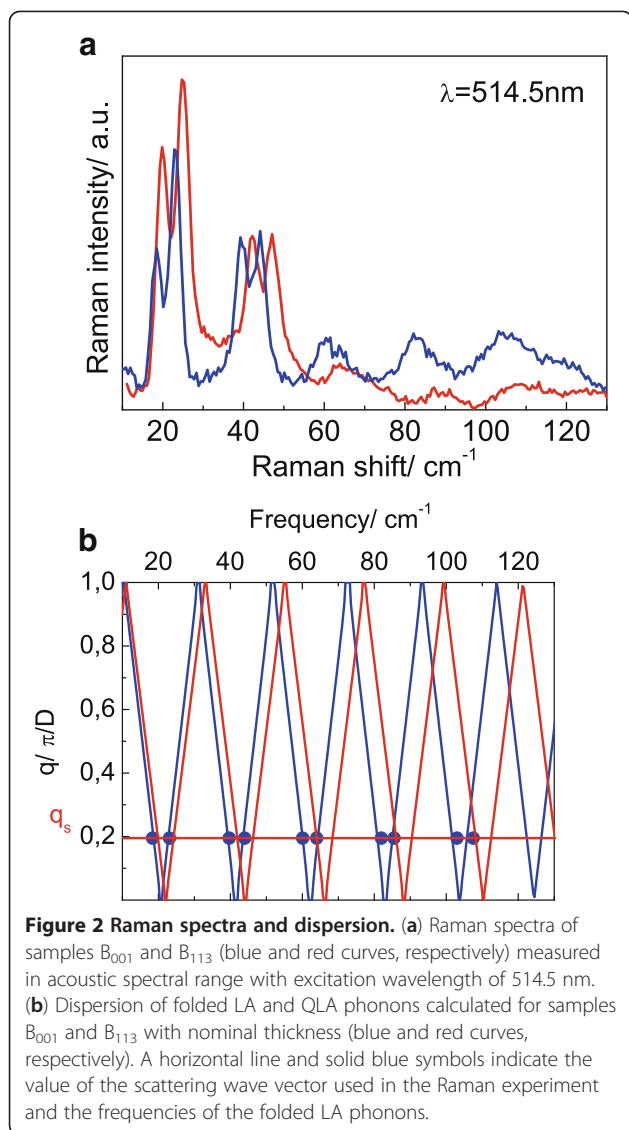 a
λ=514.5nm
Raman intensity/ a.u.
20 40 60 80 100 120
Raman shift/ cm⁻¹
Frequency/ cm⁻¹
b
20 40 60 80 100 120
1,0
0,8
0,6
0,4
0,2
q/ π/D
qₛ
Figure 2 Raman spectra and dispersion. (a) Raman spectra of
samples B₀₀₁ and B₁₁₃ (blue and red curves, respectively) measured
in acoustic spectral range with excitation wavelength of 514.5 nm.
(b) Dispersion of folded LA and QLA phonons calculated for samples
B₀₀₁ and B₁₁₃ with nominal thickness (blue and red curves,
respectively). A horizontal line and solid blue symbols indicate the
value of the scattering wave vector used in the Raman experiment
and the frequencies of the folded LA phonons.